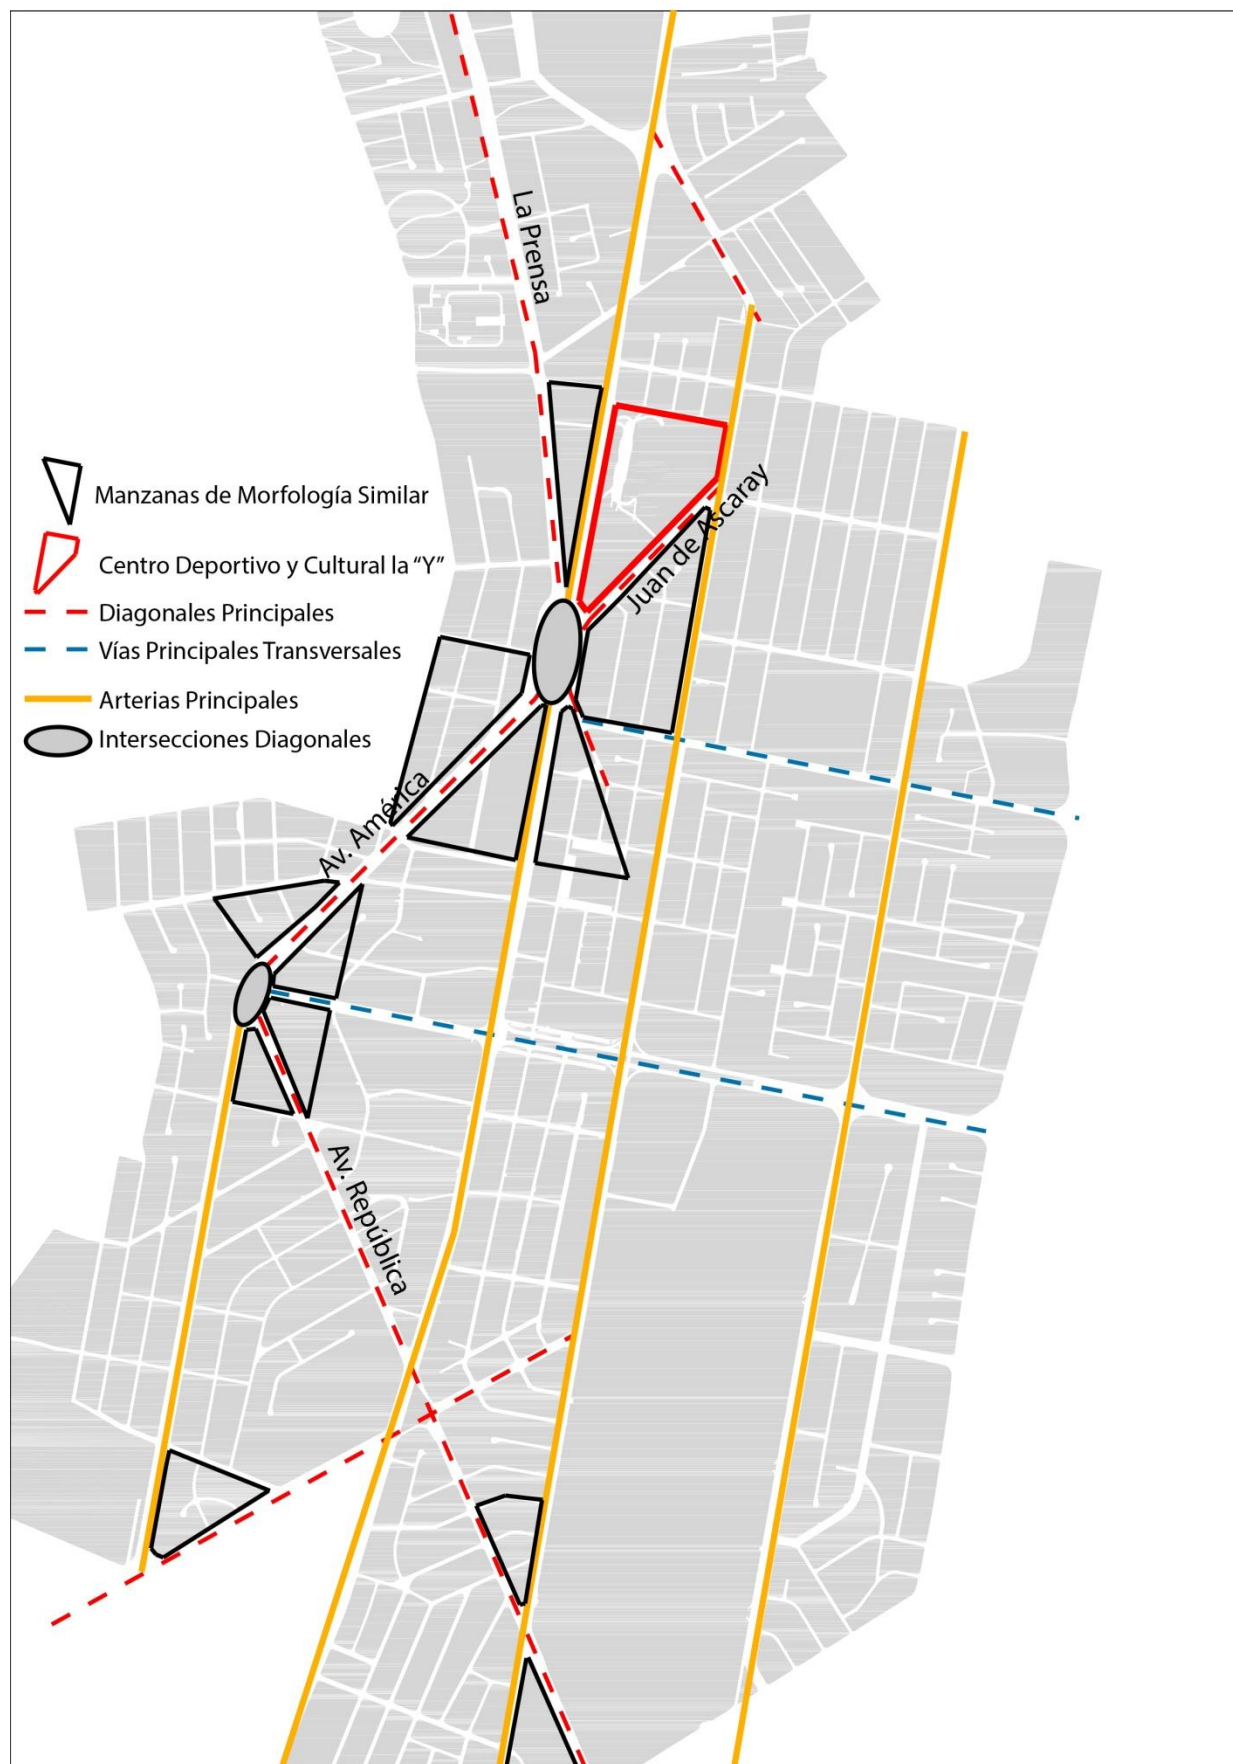 La Prensa
Manzanas de Morfología Similar
Centro Deportivo y Cultural la “Y”
Diagonales Principales
Vías Principales Transversales
Arterias Principales
Intersecciones Diagonales
Juan de Ascaray
Av. América
Av. República